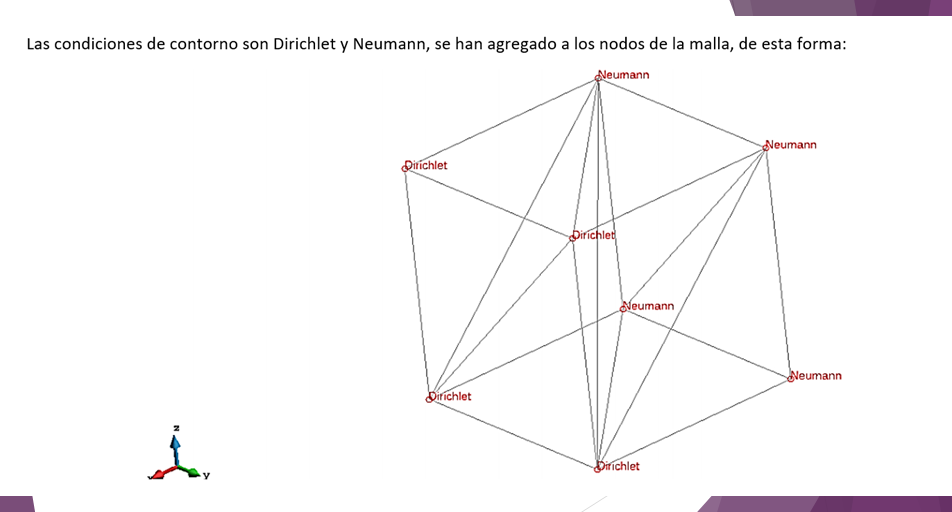 Las condiciones de contorno son Dirichlet y Neumann, se han agregado a los nodos de la malla, de esta forma:
Neumann
Neumann
Dirichlet
Dirichlet
Neumann
Neumann
Dirichlet
Dirichlet
z
y